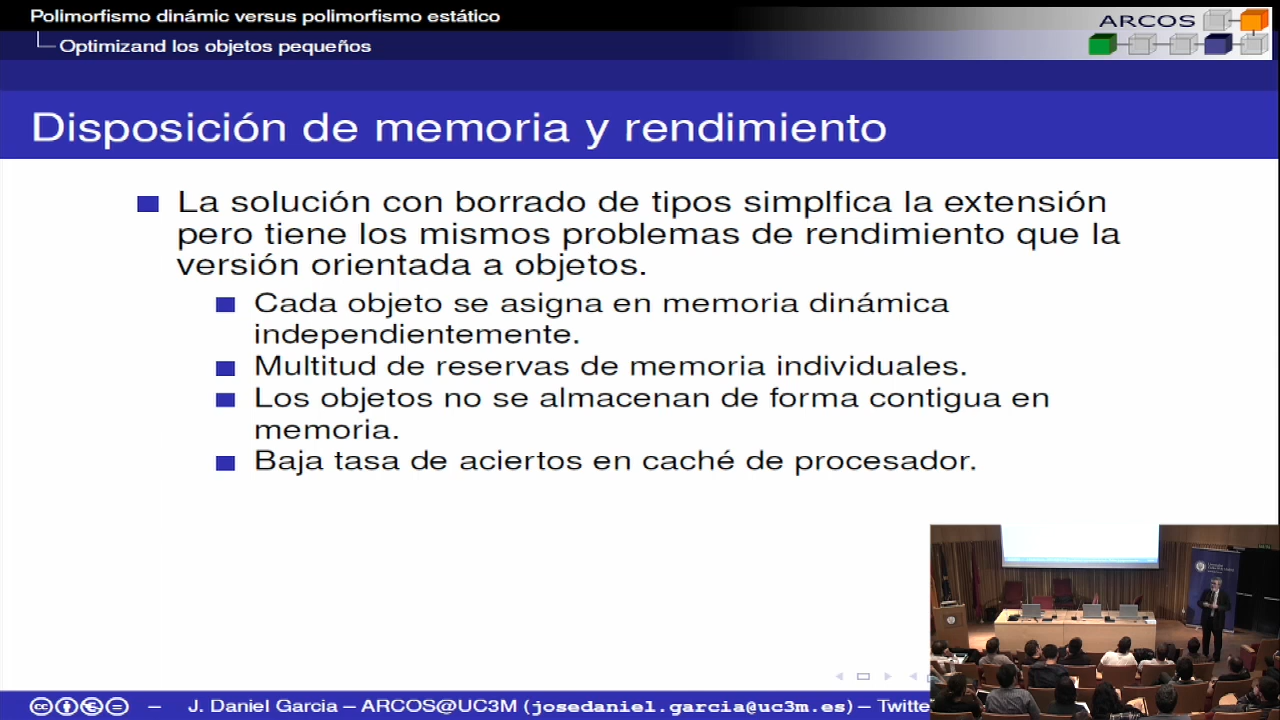 Polimorfismo dinámic versus polimorfismo estático
Optimizand los objetos pequeños
ARCOS
Disposición de memoria y rendimiento
La solución con borrado de tipos simplfica la extensión
pero tiene los mismos problemas de rendimiento que la
versión orientada a objetos.
Cada objeto se asigna en memoria dinámica
independientemente.
Multitud de reservas de memoria individuales.
Los objetos no se almacenan de forma contigua en
memoria.
Baja tasa de aciertos en caché de procesador.
cc – J. Daniel Garcia – ARCOS@UC3M (josedaniel.garcia@uc3m.es) – Twitte